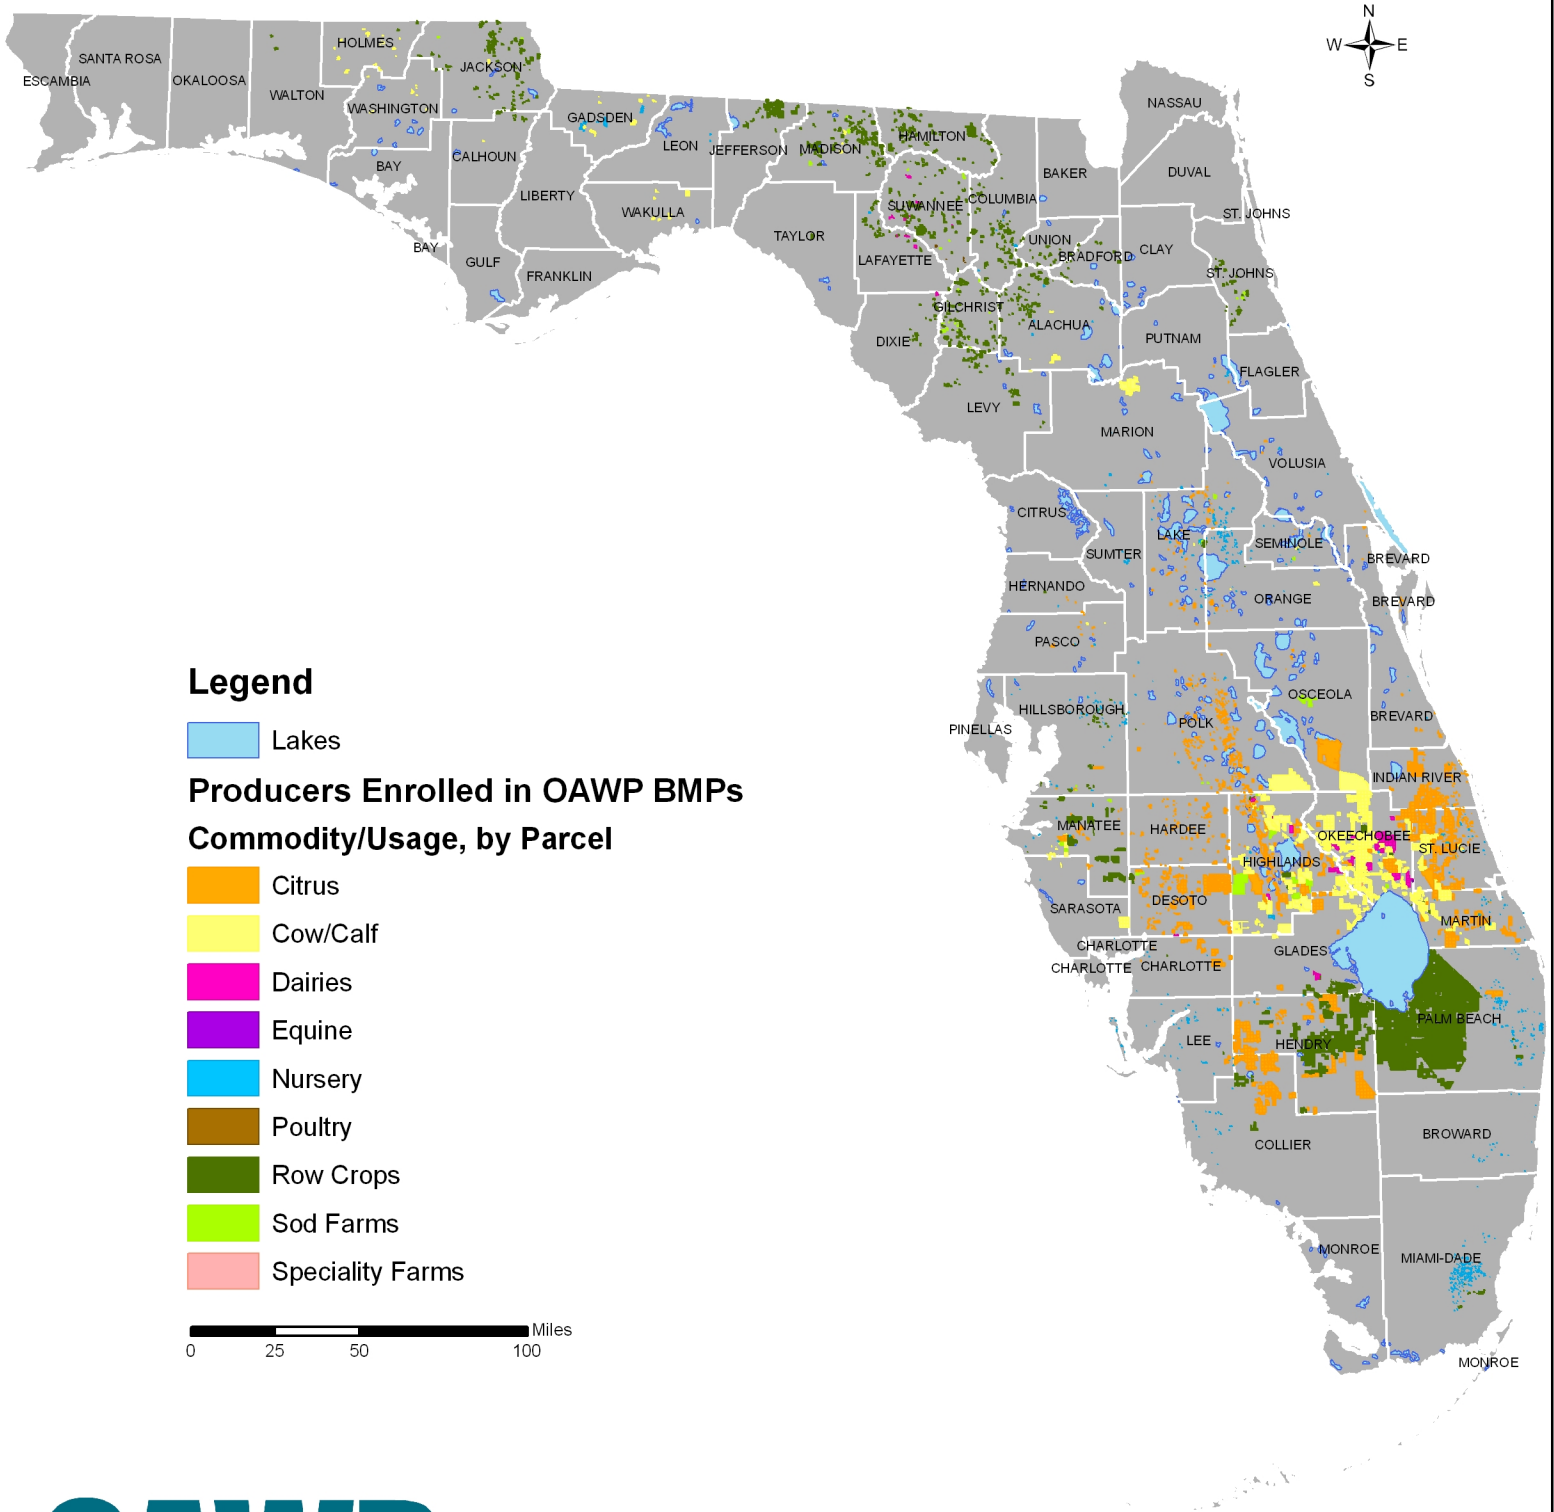 N
W E
S
NASSAU
HOLMES
SANTA ROSA
JACKSON
ESCAMBIA
OKALOOSA
WALTON
WASHINGTON
GADSDEN
HAMILTON
LEON
JEFFERSON
MADISON
CALHOUN
BAY
BAKER
DUVAL
LIBERTY
SUWANNEE
COLUMBIA
WAKULLA
ST. JOHNS
TAYLOR
UNION
BAY
CLAY
BRADFORD
LAFAYETTE
GULF
FRANKLIN
ST. JOHNS
GILCHRIST
ALACHUA
DIXIE
PUTNAM
FLAGLER
LEVY
MARION
VOLUSIA
CITRUS
LAKE
SEMINOLE
SUMTER
BREVARD
HERNANDO
ORANGE
BREVARD
PASCO
OSCEOLA
HILLSBOROUGH
BREVARD
POLK
PINELLAS
INDIAN RIVER
MANATEE
HARDEE
OKEECHOBEE
ST. LUCIE
HIGHLANDS
DESOTO
SARASOTA
MARTIN
CHARLOTTE
GLADES
CHARLOTTE
CHARLOTTE
PALM BEACH
LEE
HENDRY
COLLIER
BROWARD
MONROE
MIAMI-DADE
MONROE
Legend
Lakes
Producers Enrolled in OAWP BMPs
Commodity/Usage, by Parcel
Citrus
Cow/Calf
Dairies
Equine
Nursery
Poultry
Row Crops
Sod Farms
Speciality Farms
Miles
0 25 50 100
OAWP